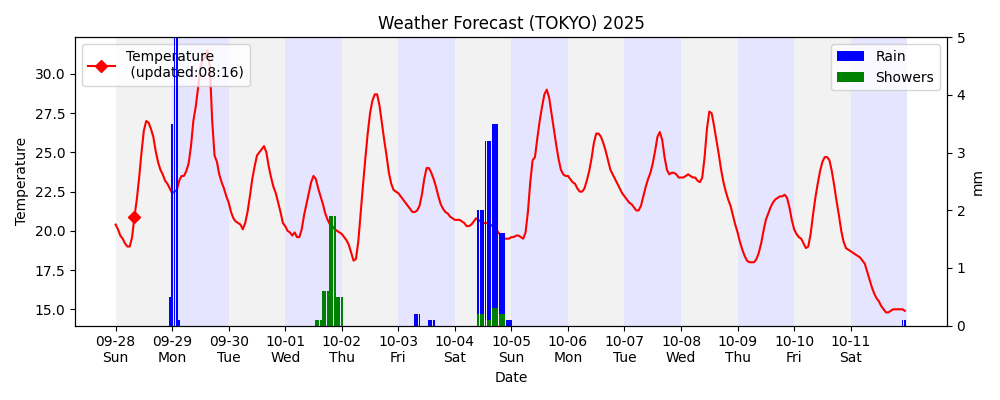 Weather Forecast (TOKYO) 2025
Temperature
(updated:08:16)
Rain
Showers
30.0
27.5
25.0
22.5
20.0
17.5
15.0
Temperature
5
4
3
2
1
0
mm
09-28 09-29 09-30 10-01 10-02 10-03 10-04 10-05 10-06 10-07 10-08 10-09 10-10 10-11
Sun Mon Tue Wed Thu Fri Sat Sun Mon Tue Wed Thu Fri Sat
Date